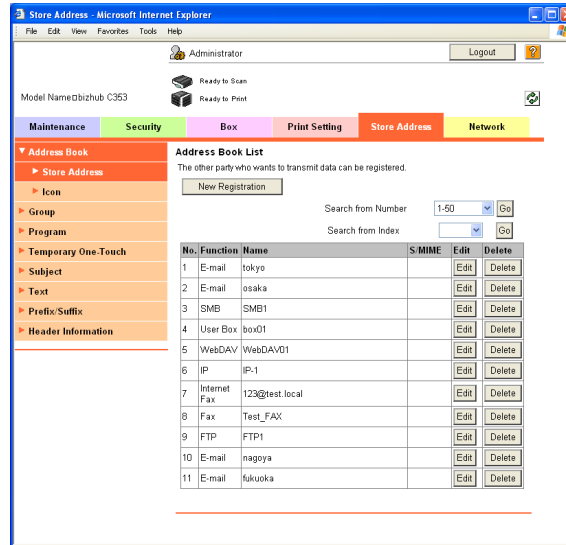 Store Address - Microsoft Internet Explorer
File Edit View Favorites Tools Help
Administrator
Logout
?
Ready to Scan
Model Name□bizhub C353
Ready to Print
Maintenance Security Box Print Setting Store Address Network
Address Book
Store Address
Icon
Group
Program
Temporary One-Touch
Subject
Text
Prefix/Suffix
Header Information
Address Book List
The other party who wants to transmit data can be registered.
New Registration
Search from Number 1-50 Go
Search from Index Go
No. Function Name S/MIME Edit Delete
1 E-mail tokyo Edit Delete
2 E-mail osaka Edit Delete
3 SMB SMB1 Edit Delete
4 User Box box01 Edit Delete
5 WebDAV WebDAV01 Edit Delete
6 IP IP-1 Edit Delete
7 Internet Fax 123@test.local Edit Delete
8 Fax Test_FAX Edit Delete
9 FTP FTP1 Edit Delete
10 E-mail nagoya Edit Delete
11 E-mail fukuoka Edit Delete